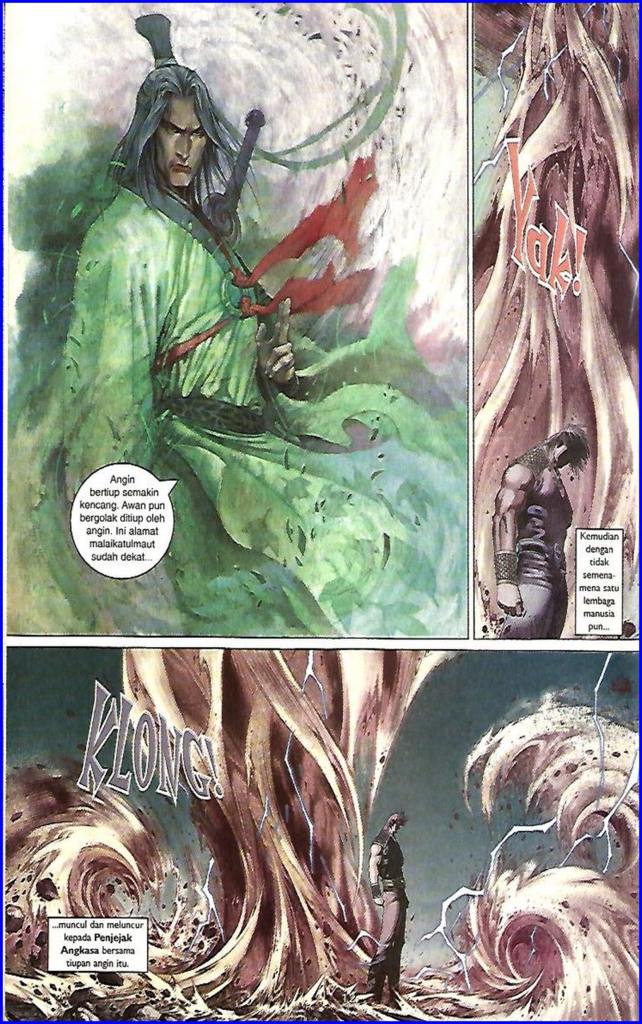 Angin
bertiup semakin
kencang. Awan pun
bergolak ditiup oleh
angin. Ini alamat
malaikatulmaut
sudah dekat...
Yak!
Kemudian
dengan
tidak
semena-
mena satu
lembaga
manusia
pun...
KLONG!
...muncul dan meluncur
kepada Penjejak
Angkasa bersama
tiupan angin itu.